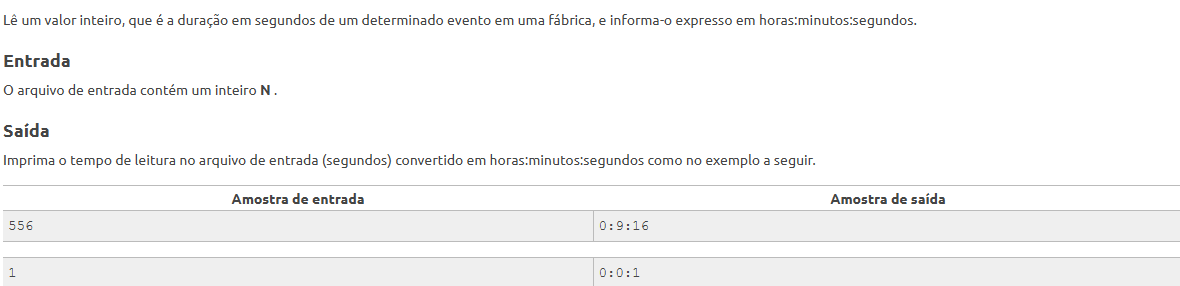 Lê um valor inteiro, que é a duração em segundos de um determinado evento em uma fábrica, e informa-o expresso em horas:minutos:segundos.
Entrada
O arquivo de entrada contém um inteiro N .
Saída
Imprima o tempo de leitura no arquivo de entrada (segundos) convertido em horas:minutos:segundos como no exemplo a seguir.
Amostra de entrada Amostra de saída
556 0:9:16
1 0:0:1